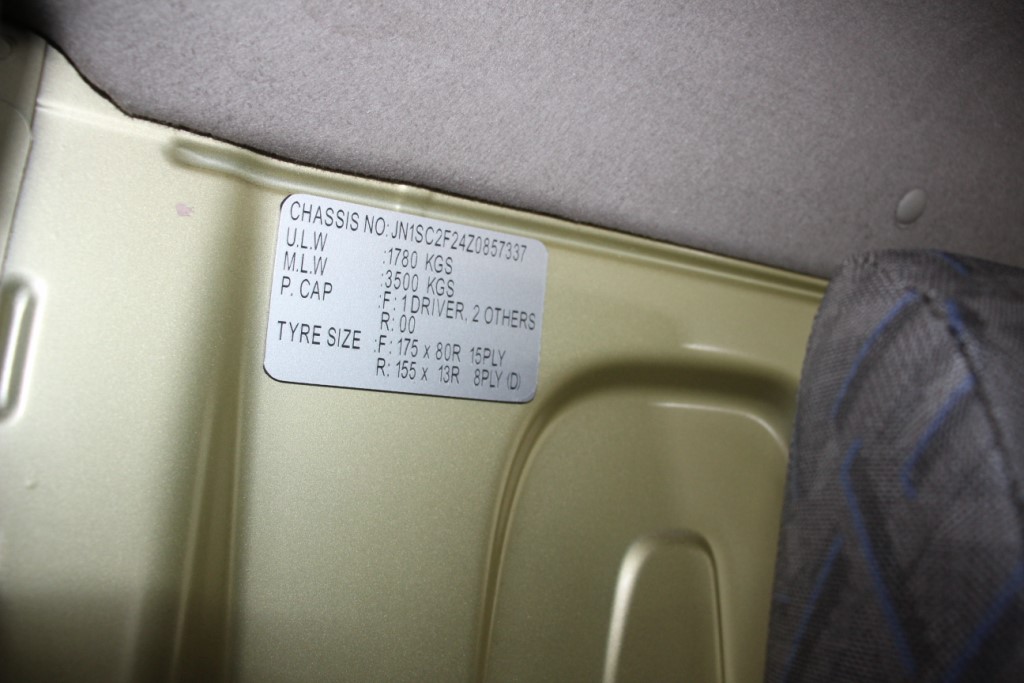 CHASSIS NO: JN1SC2F24Z0857337
U.L.W :1780 KGS
M.L.W :3500 KGS
P. CAP :F: 1 DRIVER, 2 OTHERS
R: 00
TYRE SIZE :F: 175 x 80R 15PLY
R: 155 x 13R 8PLY (D)